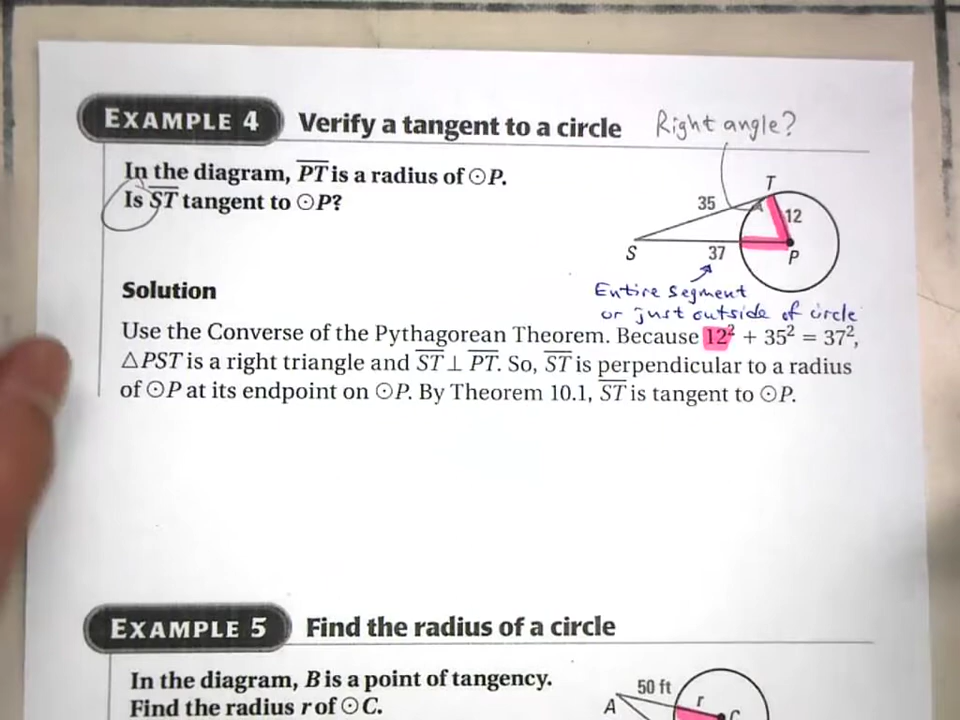 EXAMPLE 4 Verify a tangent to a circle Right angle?
In the diagram, PT is a radius of ⊙P.
Is ST tangent to ⊙P?
T
35
12
S
37
P
Entire segment
or just outside of circle
Solution
Use the Converse of the Pythagorean Theorem. Because 12² + 35² = 37²,
△PST is a right triangle and ST ⊥ PT. So, ST is perpendicular to a radius
of ⊙P at its endpoint on ⊙P. By Theorem 10.1, ST is tangent to ⊙P.
EXAMPLE 5 Find the radius of a circle
In the diagram, B is a point of tangency.
Find the radius r of ⊙C.
50 ft
A
r
C